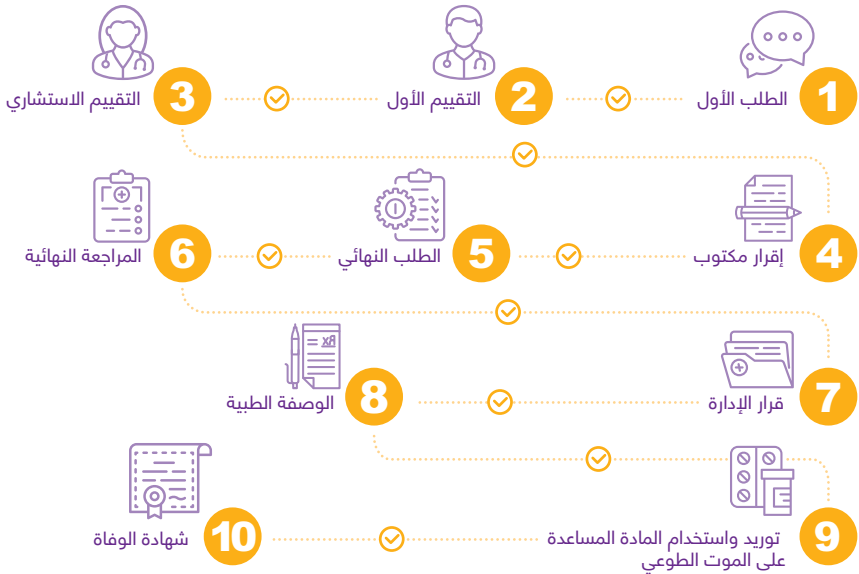 1
الطلب الأول
2
التقييم الأول
3
التقييم الاستشاري
4
إقرار مكتوب
5
الطلب النهائي
6
المراجعة النهائية
7
قرار الإدارة
8
الوصفة الطبية
9
توريد واستخدام المادة المساعدة
على الموت الطوعي
10
شهادة الوفاة